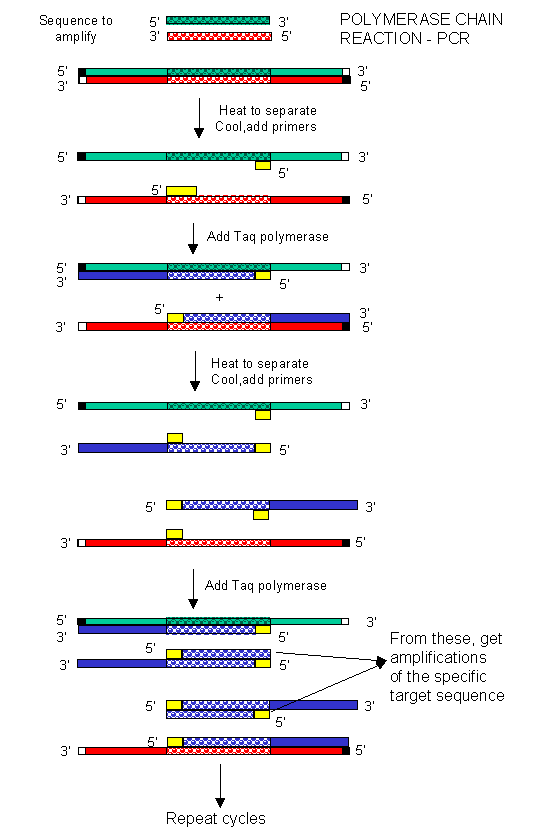 Sequence to 5' 3' POLYMERASE CHAIN
amplify 3' 5' REACTION - PCR
5' 3'
3' 5'
Heat to separate
Cool,add primers
5' 3'
5'
5'
3' 5'
Add Taq polymerase
5' 3'
3' 5'
+
5' 3'
3' 5'
Heat to separate
Cool,add primers
5' 3'
3' 5'
5' 3'
3' 5'
Add Taq polymerase
5' 3'
3' 5'
5'
3' 5'
From these, get
amplifications
of the specific
target sequence
5' 3'
5'
5'
3' 5'
Repeat cycles